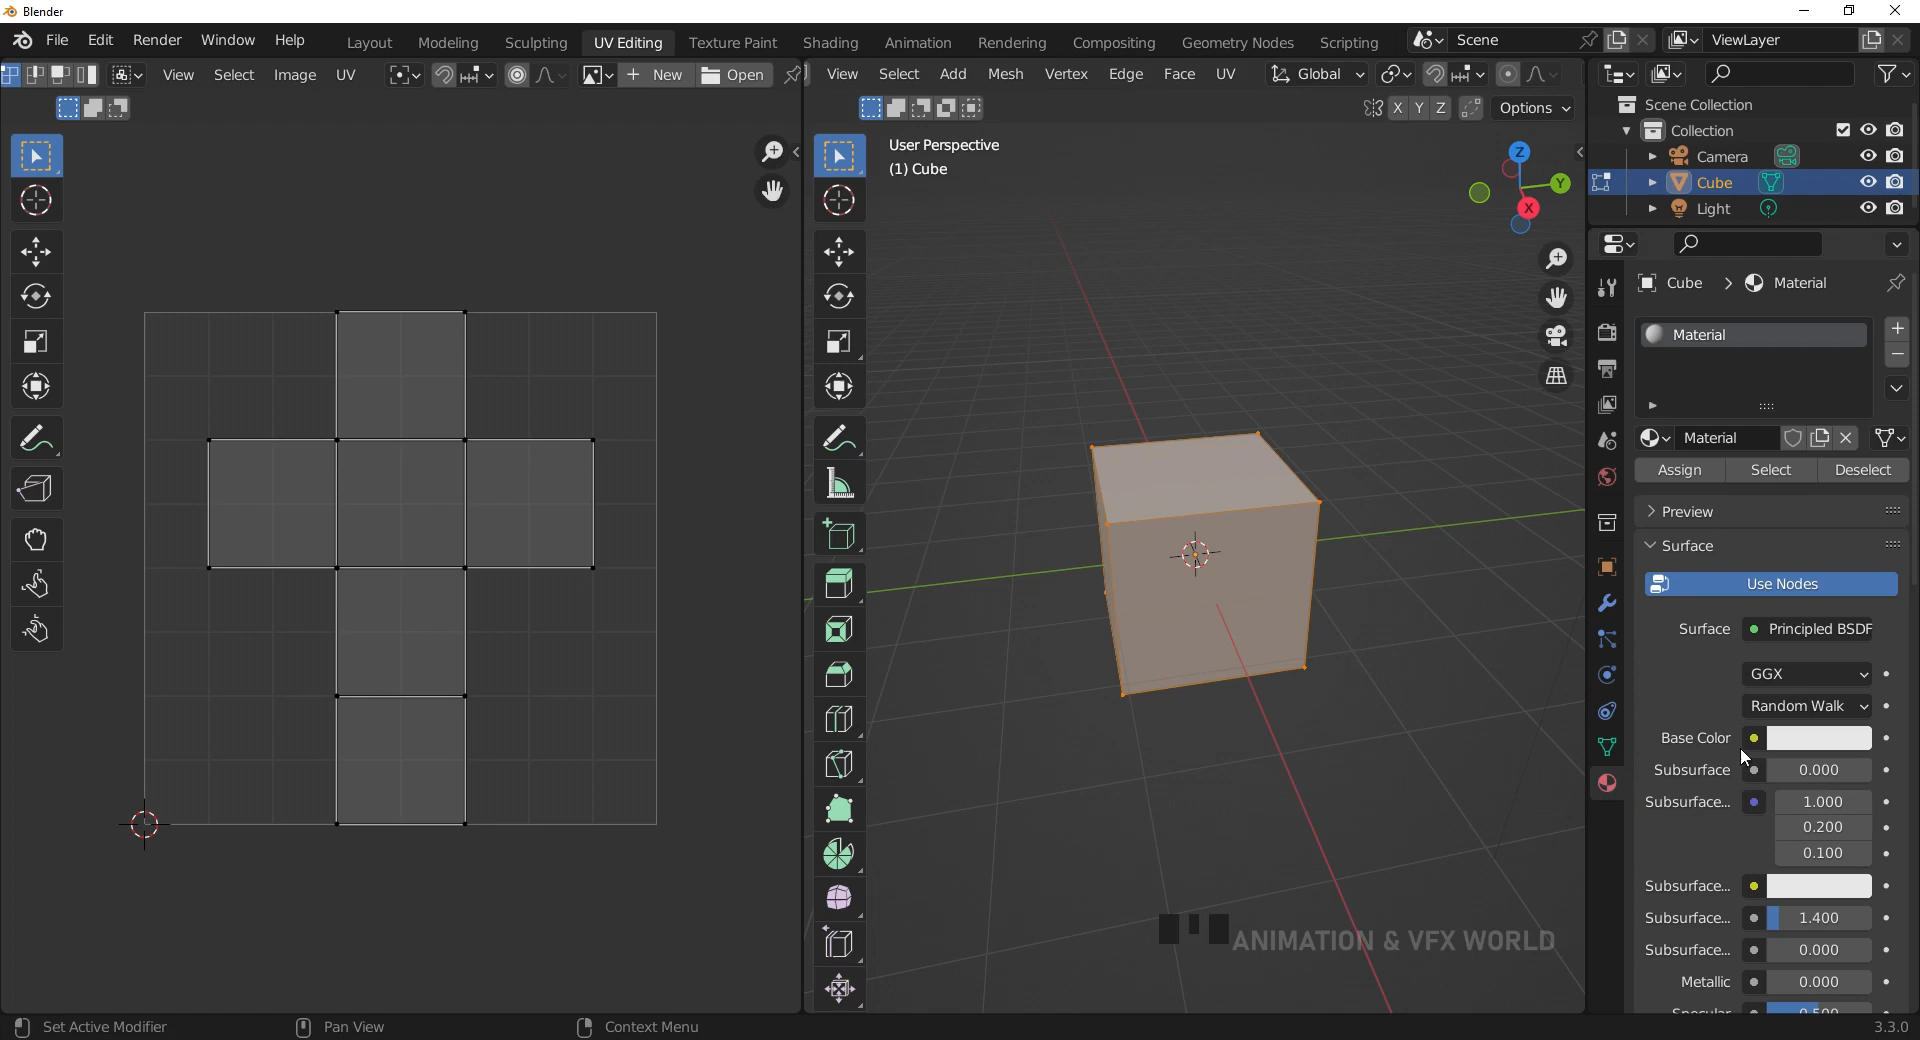 Blender
File Edit Render Window Help Layout Modeling Sculpting UV Editing Texture Paint Shading Animation Rendering Compositing Geometry Nodes Scripting Scene ViewLayer
View Select Image UV New Open
View Select Add Mesh Vertex Edge Face UV Global
X Y Z Options
User Perspective
(1) Cube
Z
Y
X
Scene Collection
Collection
Camera
Cube
Light
Cube Material
Material
Material
Assign Select Deselect
Preview
Surface
Use Nodes
Surface Principled BSDF
GGX
Random Walk
Base Color
Subsurface 0.000
Subsurface... 1.000
0.200
0.100
Subsurface...
Subsurface... 1.400
Subsurface... 0.000
Metallic 0.000
Specular 0.500
ANIMATION & VFX WORLD
Set Active Modifier Pan View Context Menu 3.3.0